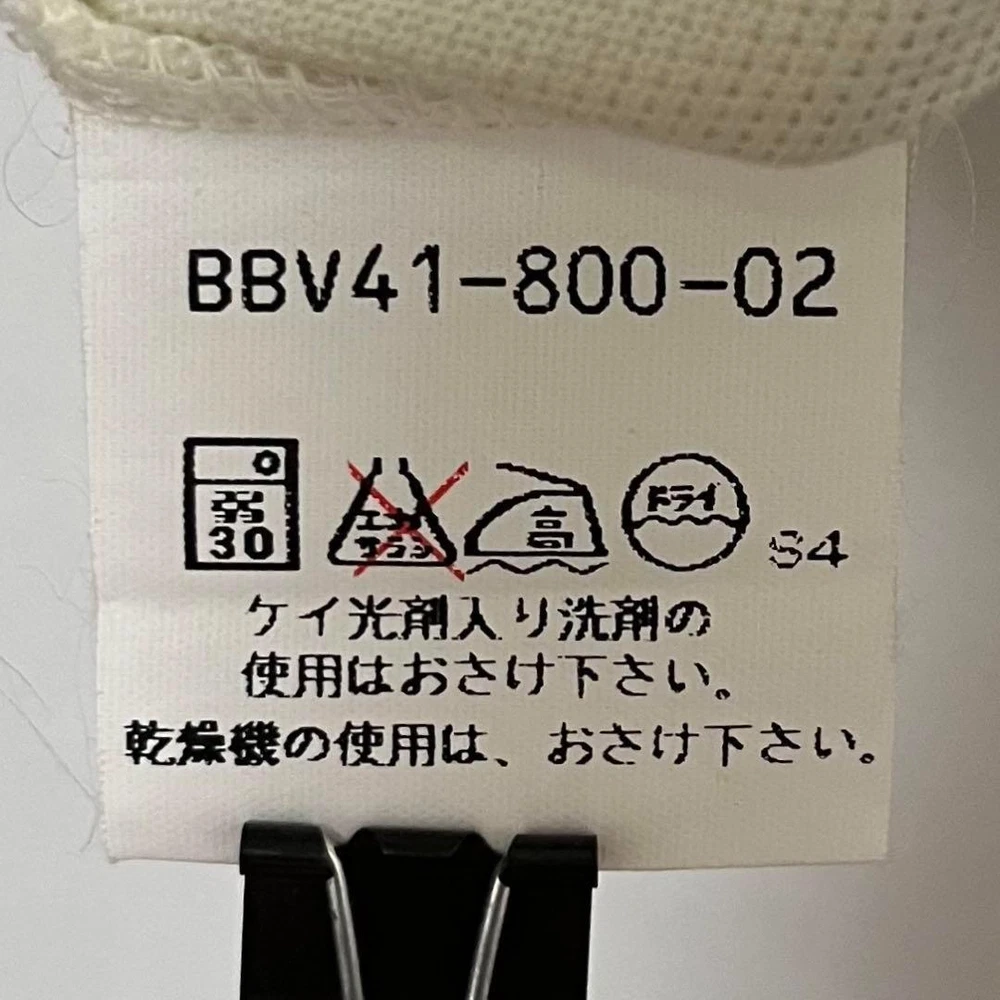 BBV41-800-02
弱 30 エンソ サラシ 高 ドライ S4
ケイ光剤入り洗剤の
使用はおさけ下さい。
乾燥機の使用は、おさけ下さい。